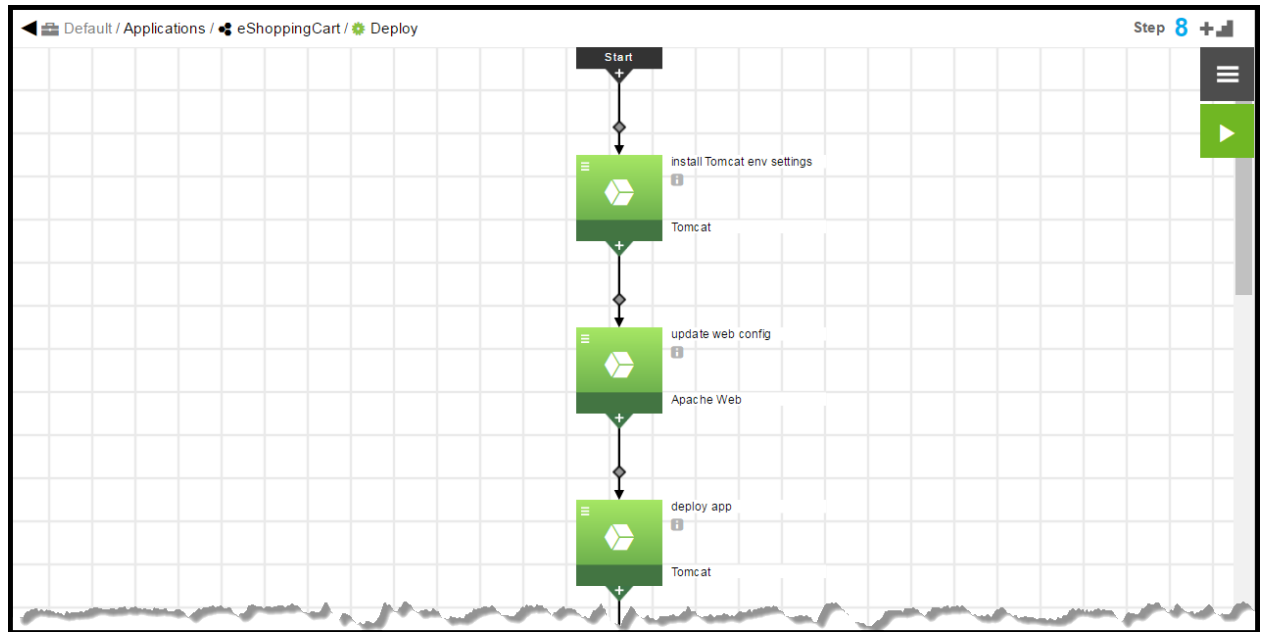 Default / Applications / eShoppingCart / Deploy
Step 8
Start
install Tomcat env settings
Tomcat
update web config
Apache Web
deploy app
Tomcat